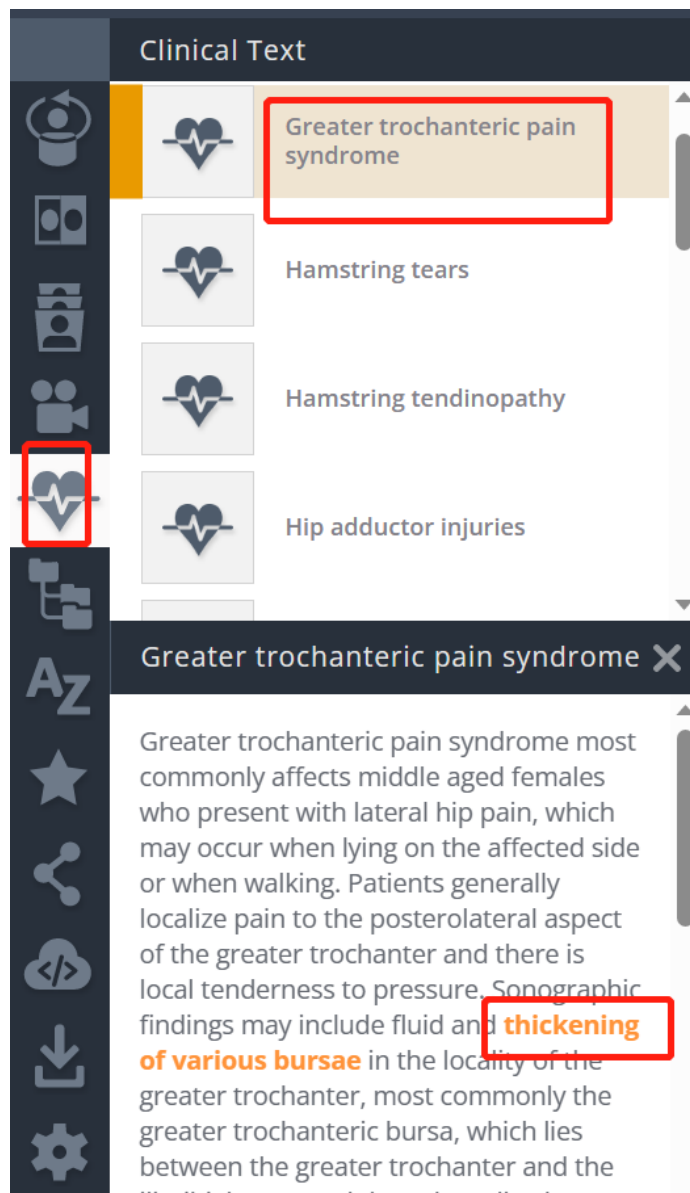 Clinical Text
Greater trochanteric pain
syndrome
Hamstring tears
Hamstring tendinopathy
Hip adductor injuries
AZ
Greater trochanteric pain syndrome
Greater trochanteric pain syndrome most
commonly affects middle aged females
who present with lateral hip pain, which
may occur when lying on the affected side
or when walking. Patients generally
localize pain to the posterolateral aspect
of the greater trochanter and there is
local tenderness to pressure. Sonographic
findings may include fluid and thickening
of various bursae in the locality of the
greater trochanter, most commonly the
greater trochanteric bursa, which lies
between the greater trochanter and the